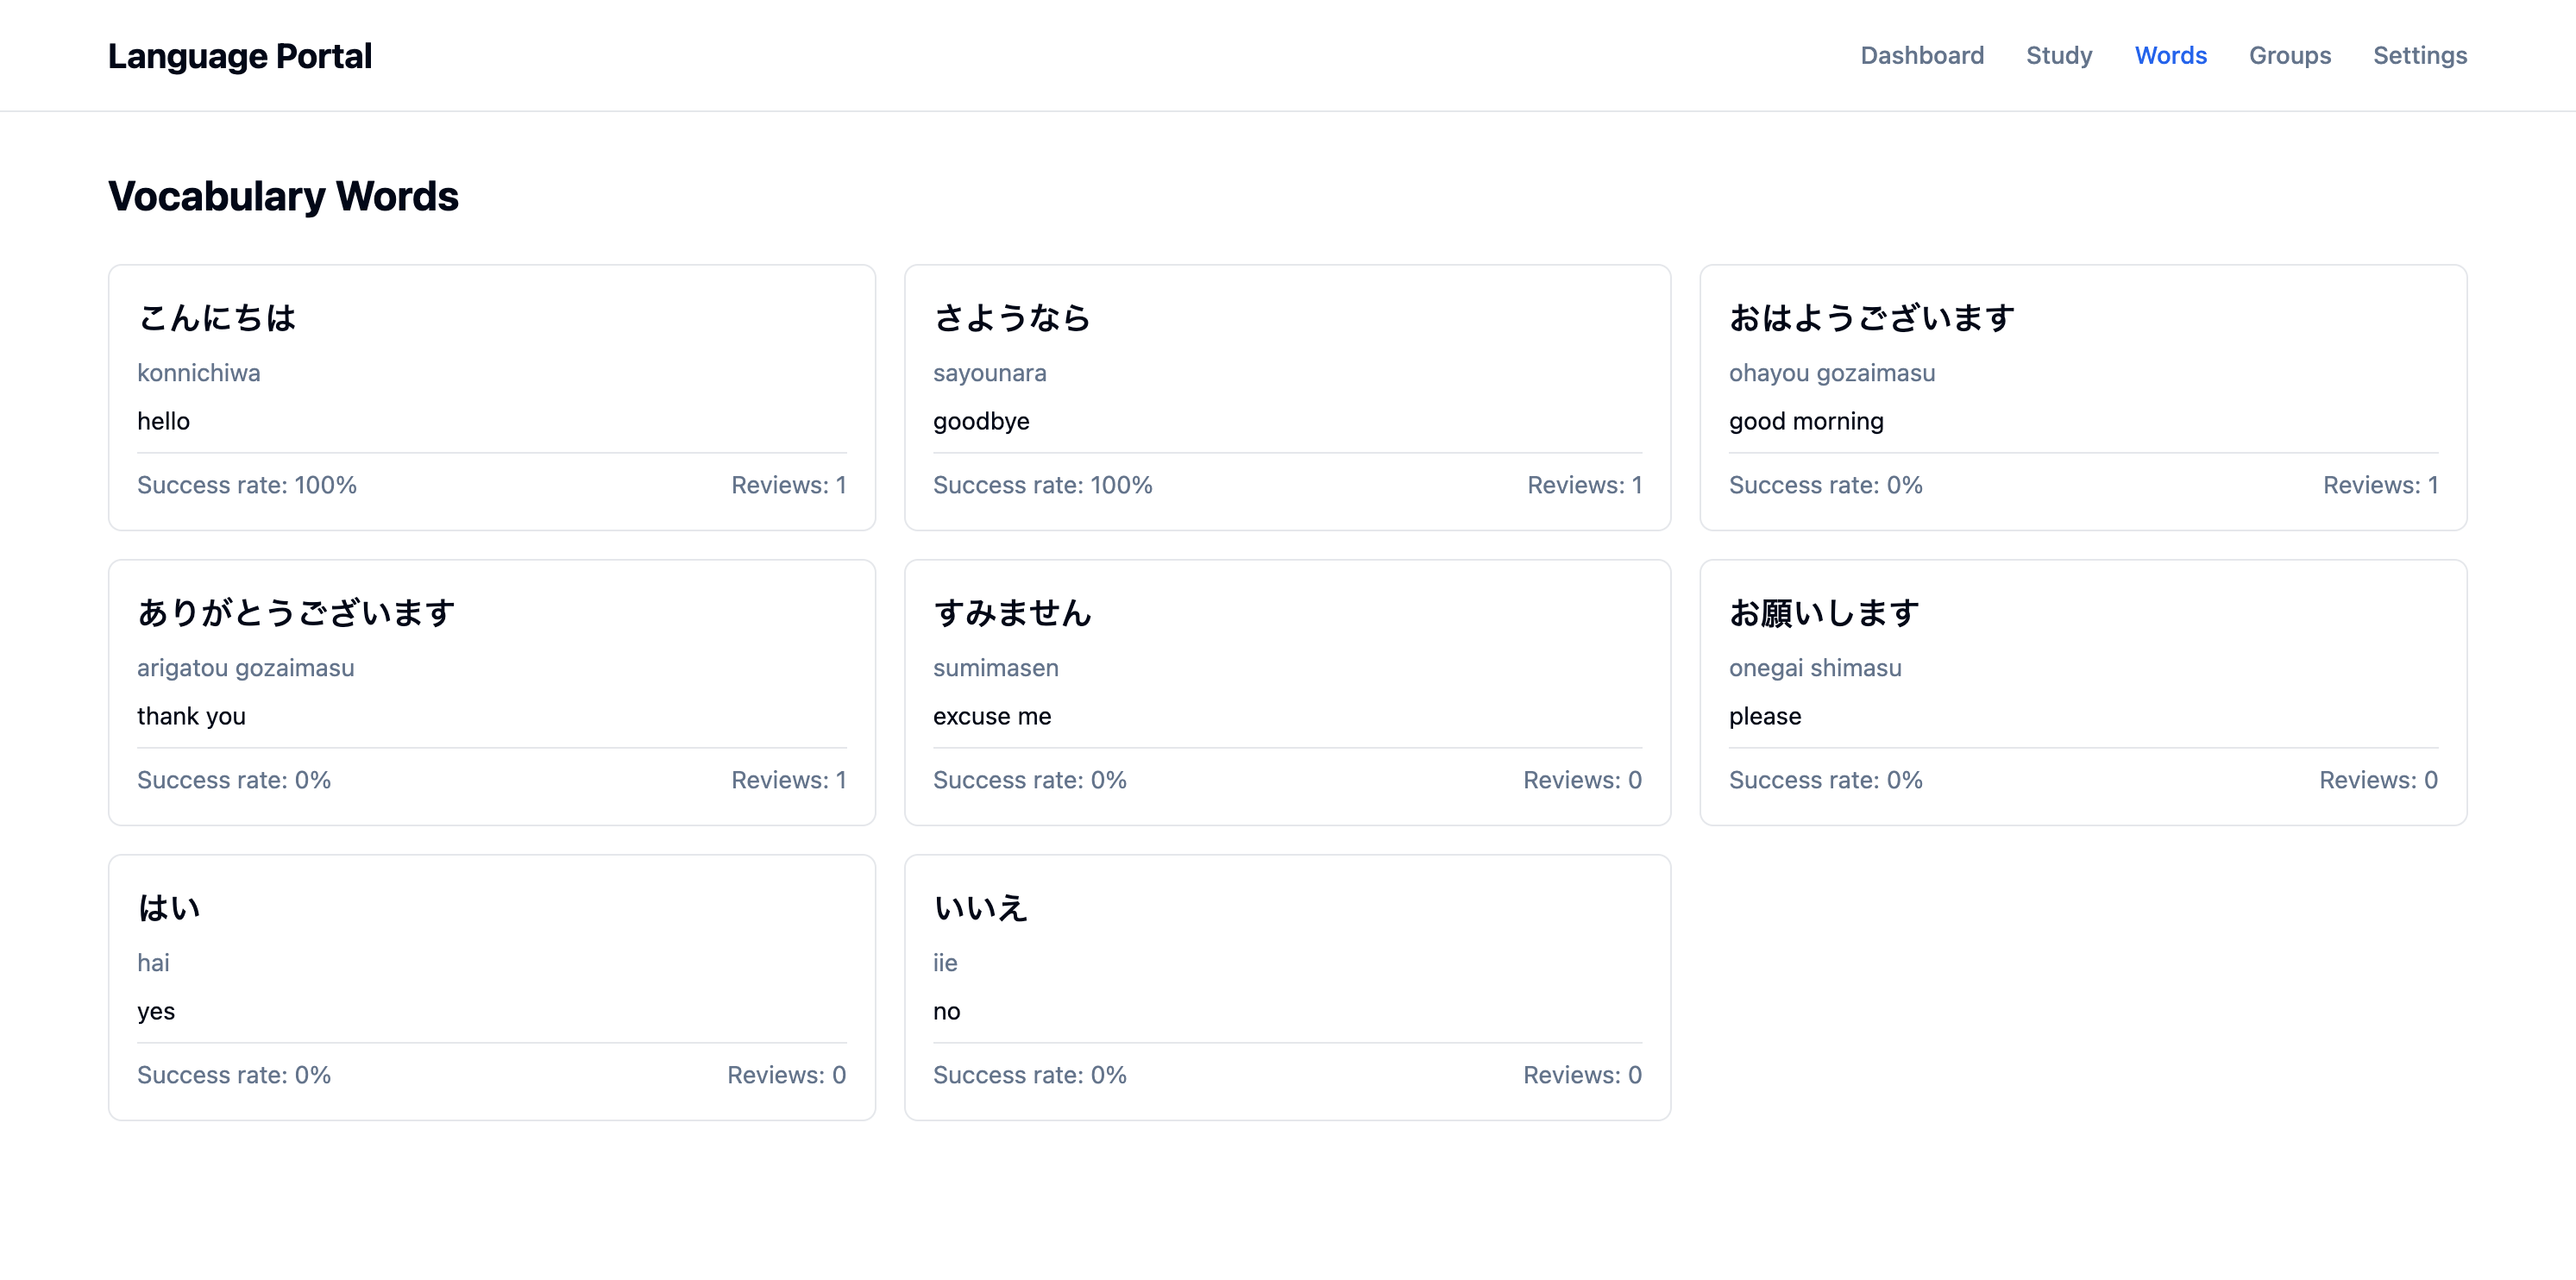 Language Portal
Dashboard Study Words Groups Settings
Vocabulary Words
こんにちは
konnichiwa
hello
Success rate: 100% Reviews: 1
さようなら
sayounara
goodbye
Success rate: 100% Reviews: 1
おはようございます
ohayou gozaimasu
good morning
Success rate: 0% Reviews: 1
ありがとうございます
arigatou gozaimasu
thank you
Success rate: 0% Reviews: 1
すみません
sumimasen
excuse me
Success rate: 0% Reviews: 0
お願いします
onegai shimasu
please
Success rate: 0% Reviews: 0
はい
hai
yes
Success rate: 0% Reviews: 0
いいえ
iie
no
Success rate: 0% Reviews: 0